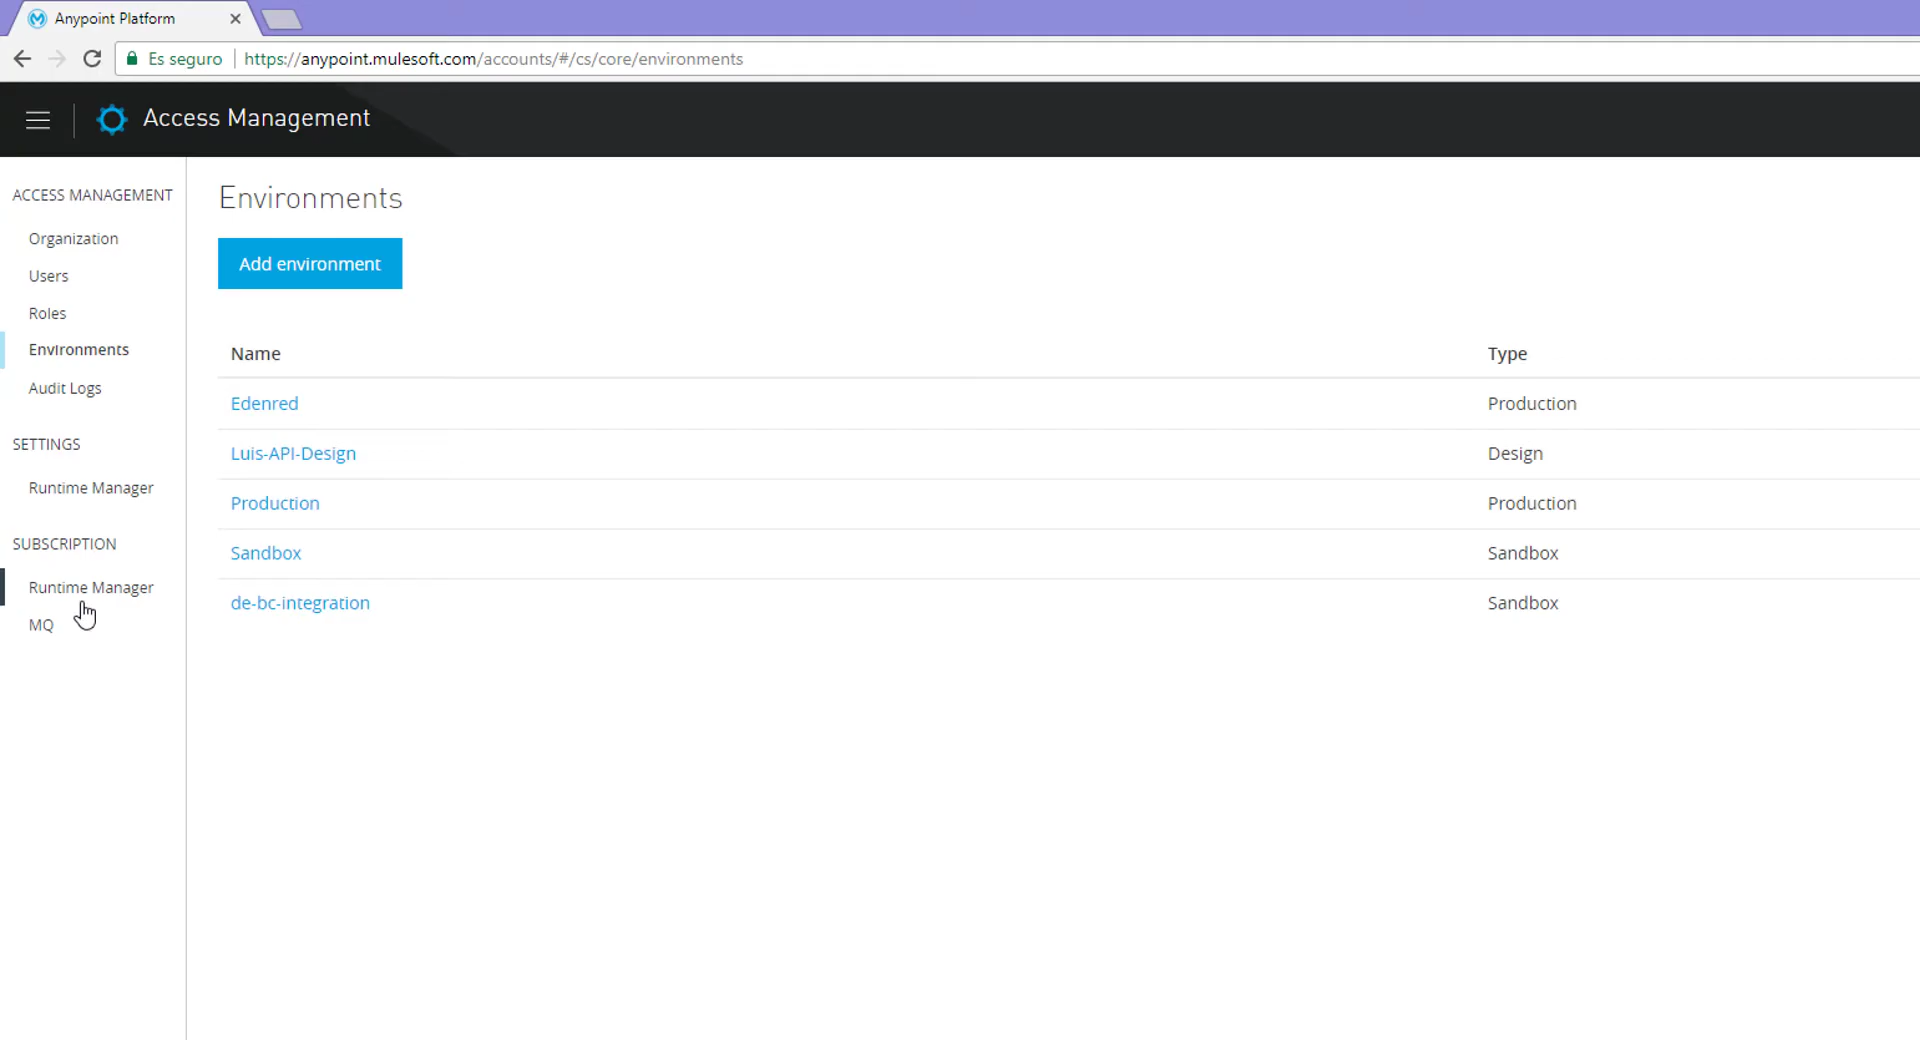 Anypoint Platform
Es seguro https://anypoint.mulesoft.com/accounts/#/cs/core/environments
Access Management
ACCESS MANAGEMENT
Organization
Users
Roles
Environments
Audit Logs
SETTINGS
Runtime Manager
SUBSCRIPTION
Runtime Manager
MQ
Environments
Add environment
Name Type
Edenred Production
Luis-API-Design Design
Production Production
Sandbox Sandbox
de-bc-integration Sandbox